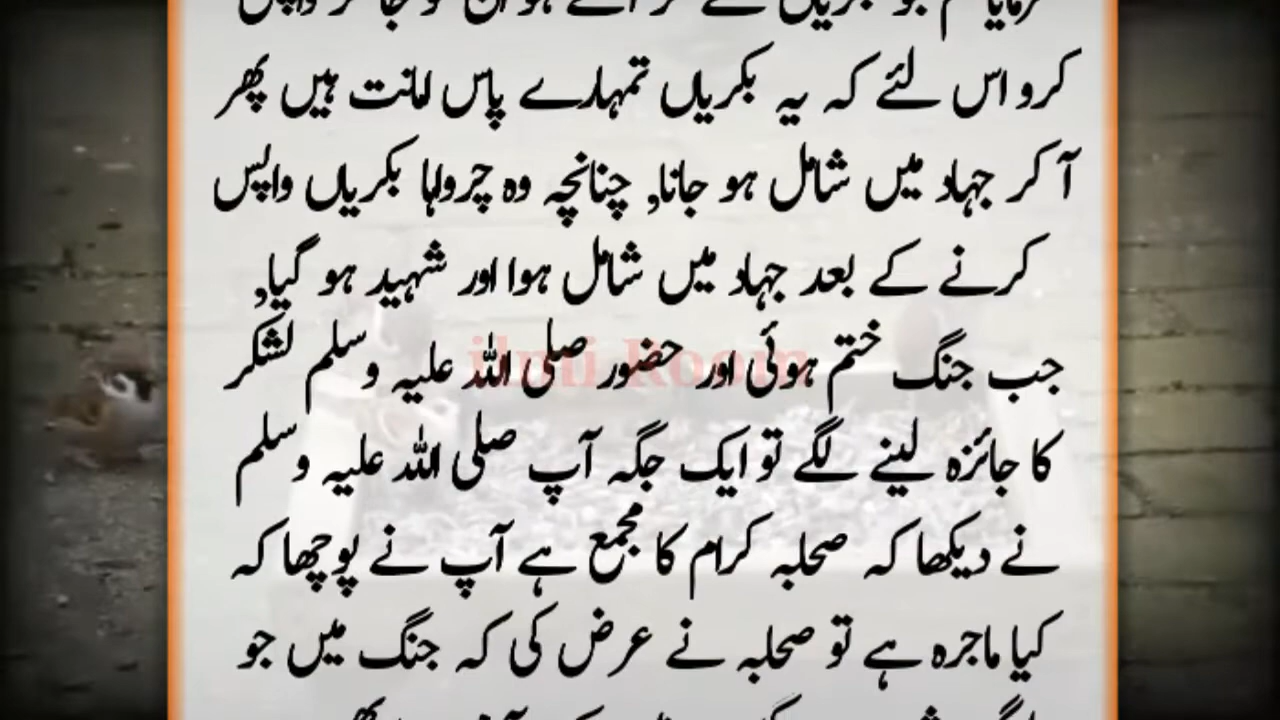 کرو اس لئے کہ یہ بکریاں تمہارے پاس امانت ہیں پھر
آ کر جہاد میں شامل ہو جانا, چنانچہ وہ چرواہا بکریاں واپس
کرنے کے بعد جہاد میں شامل ہوا اور شہید ہو گیا,
جب جنگ ختم ہوئی اور حضور صلی اللہ علیہ وسلم لشکر
کا جائزہ لینے لگے تو ایک جگہ آپ صلی اللہ علیہ وسلم
نے دیکھا کہ صحابہ کرام کا مجمع ہے آپ نے پوچھا کہ
کیا ماجرہ ہے تو صحابہ نے عرض کی کہ جنگ میں جو
ilmi Room